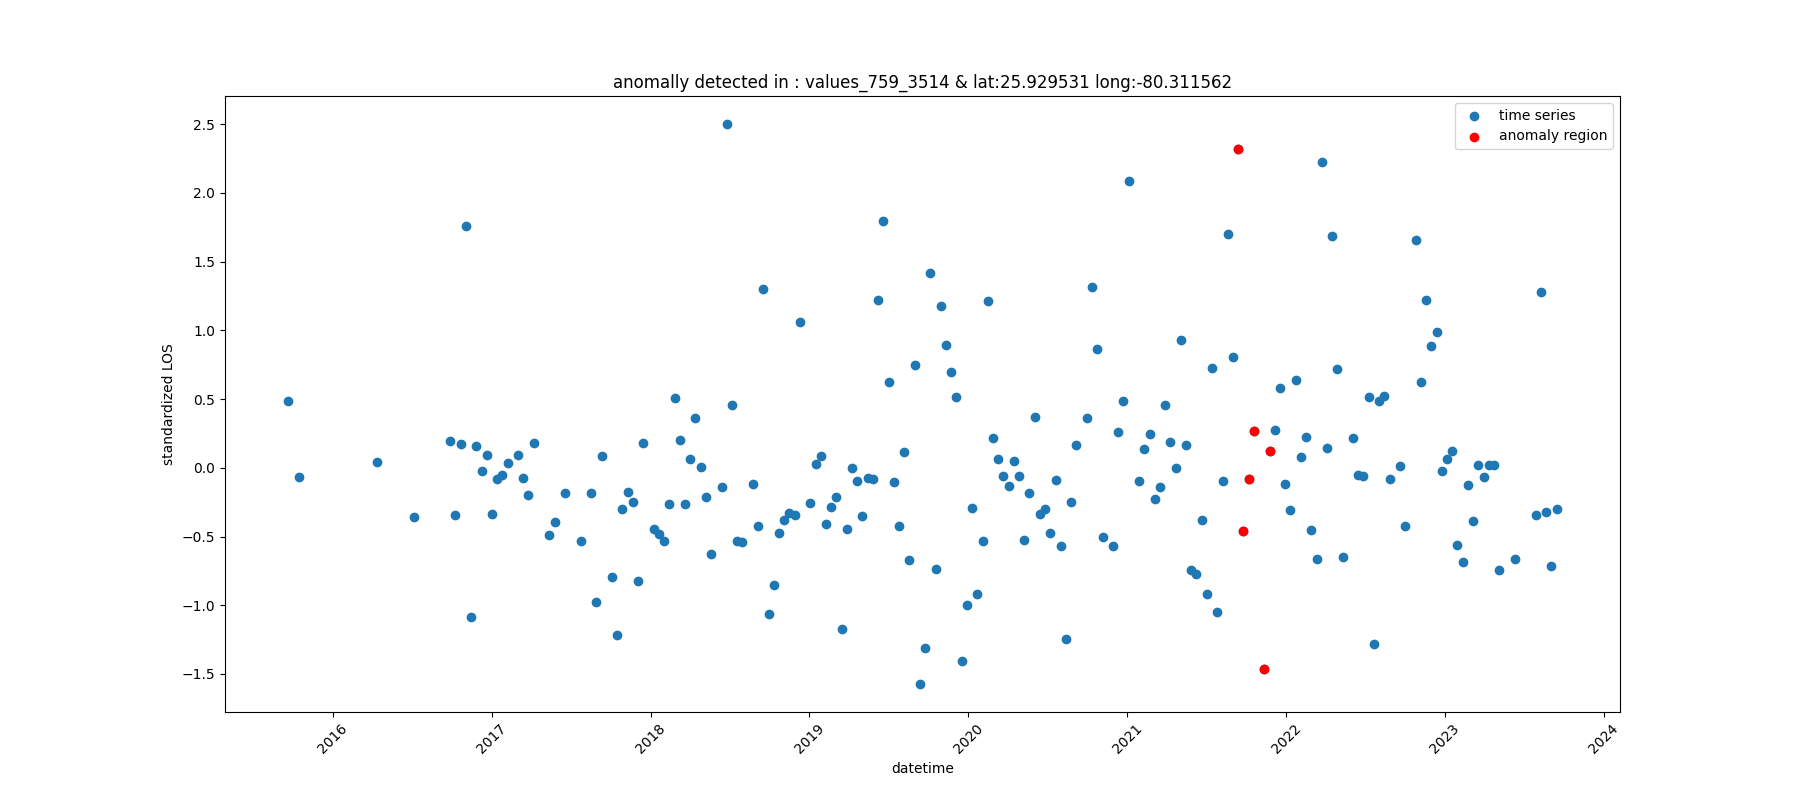 anomally detected in : values_759_3514 & lat:25.929531 long:-80.311562
time series
anomaly region
2.5
2.0
1.5
1.0
0.5
0.0
−0.5
−1.0
−1.5
standardized LOS
2016 2017 2018 2019 2020 2021 2022 2023 2024
datetime